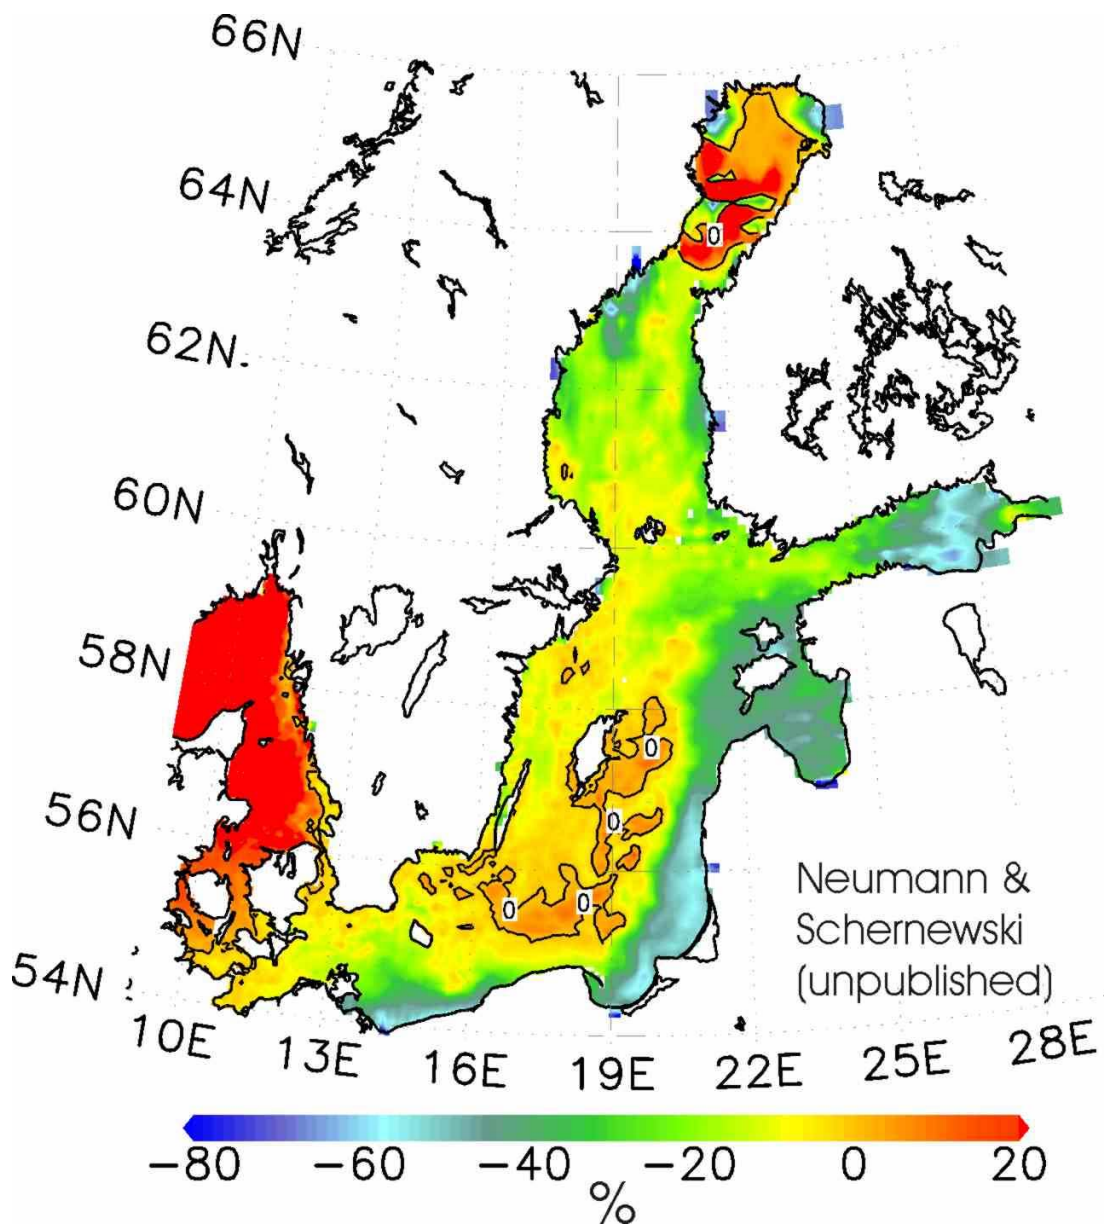 66N
64N
62N
60N
58N
56N
54N
0
0
0
0
0
Neumann &
Schernewski
(unpublished)
10E 13E 16E 19E 22E 25E 28E
−80 −60 −40 −20 0 20
%